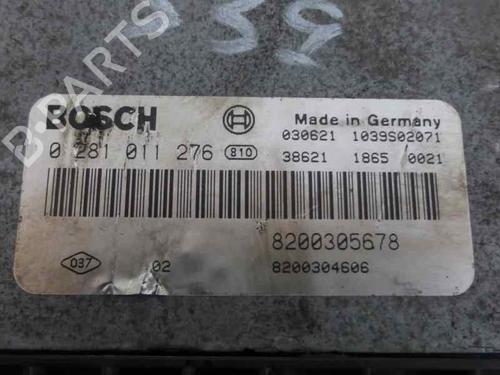 BOSCH
Made in Germany
030621 1039S02071
0 281 011 276 810
38621 1865 0021
8200305678
037 02
8200304606
B-PARTS